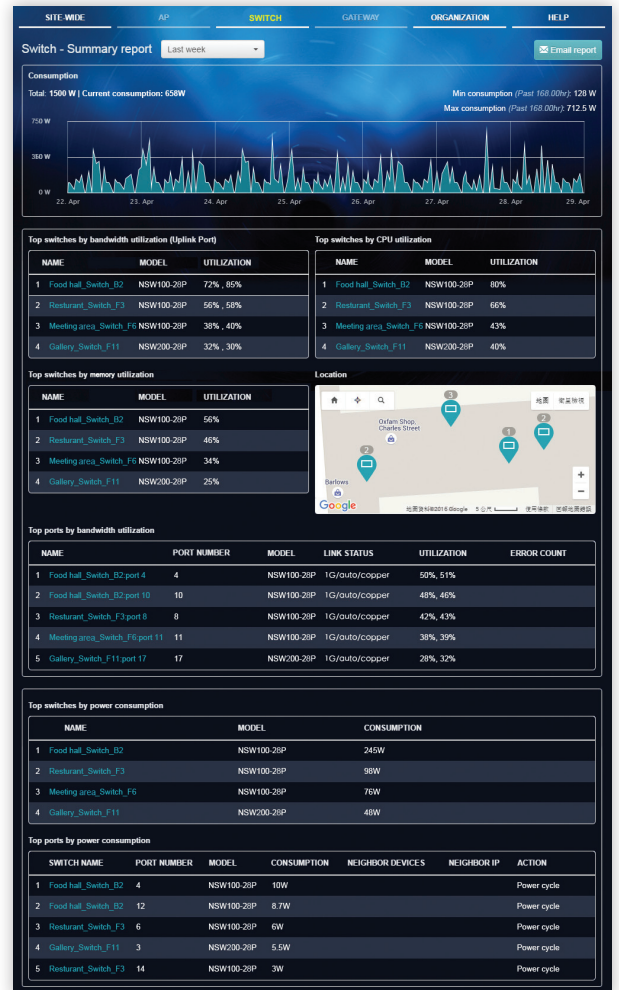 SITE-WIDE AP SWITCH GATEWAY ORGANIZATION HELP
Switch - Summary report Last week Email report
Consumption
Total: 1500 W | Current consumption: 658W Min consumption (Past 168.00hr): 128 W
Max consumption (Past 168.00hr): 712.5 W
750 W
360 W
0 W
22. Apr 23. Apr 24. Apr 25. Apr 26. Apr 27. Apr 28. Apr 29. Apr
Top switches by bandwidth utilization (Uplink Port)
NAME MODEL UTILIZATION
1 Food hall_Switch_B2 NSW100-28P 72% , 85%
2 Resturant_Switch_F3 NSW100-28P 56% , 58%
3 Meeting area_Switch_F6 NSW100-28P 38% , 40%
4 Gallery_Switch_F11 NSW200-28P 32% , 30%
Top switches by CPU utilization
NAME MODEL UTILIZATION
1 Food hall_Switch_B2 NSW100-28P 80%
2 Resturant_Switch_F3 NSW100-28P 66%
3 Meeting area_Switch_F6 NSW100-28P 43%
4 Gallery_Switch_F11 NSW200-28P 40%
Top switches by memory utilization
NAME MODEL UTILIZATION
1 Food hall_Switch_B2 NSW100-28P 56%
2 Resturant_Switch_F3 NSW100-28P 46%
3 Meeting area_Switch_F6 NSW100-28P 34%
4 Gallery_Switch_F11 NSW200-28P 25%
Location
3
地圖
Oxfam Shop,
Charles Street
2
1
2
Barlows
+
−
Google 地圖資料©2016 Google 5 公尺 使用條款
Top ports by bandwidth utilization
NAME PORT NUMBER MODEL LINK STATUS UTILIZATION ERROR COUNT
1 Food hall_Switch_B2:port 4 4 NSW100-28P 1G/auto/copper 50%, 51%
2 Food hall_Switch_B2:port 10 10 NSW100-28P 1G/auto/copper 48%, 46%
3 Resturant_Switch_F3:port 8 8 NSW100-28P 1G/auto/copper 42%, 43%
4 Meeting area_Switch_F6:port 11 11 NSW100-28P 1G/auto/copper 38%, 39%
5 Gallery_Switch_F11:port 17 17 NSW200-28P 1G/auto/copper 28%, 32%
Top switches by power consumption
NAME MODEL CONSUMPTION
1 Food hall_Switch_B2 NSW100-28P 245W
2 Resturant_Switch_F3 NSW100-28P 98W
3 Meeting area_Switch_F6 NSW100-28P 76W
4 Gallery_Switch_F11 NSW200-28P 48W
Top ports by power consumption
SWITCH NAME PORT NUMBER MODEL CONSUMPTION NEIGHBOR DEVICES NEIGHBOR IP ACTION
1 Food hall_Switch_B2 4 NSW100-28P 10W Power cycle
2 Food hall_Switch_B2 12 NSW100-28P 8.7W Power cycle
3 Resturant_Switch_F3 6 NSW100-28P 6W Power cycle
4 Gallery_Switch_F11 3 NSW200-28P 5.5W Power cycle
5 Resturant_Switch_F3 14 NSW100-28P 3W Power cycle